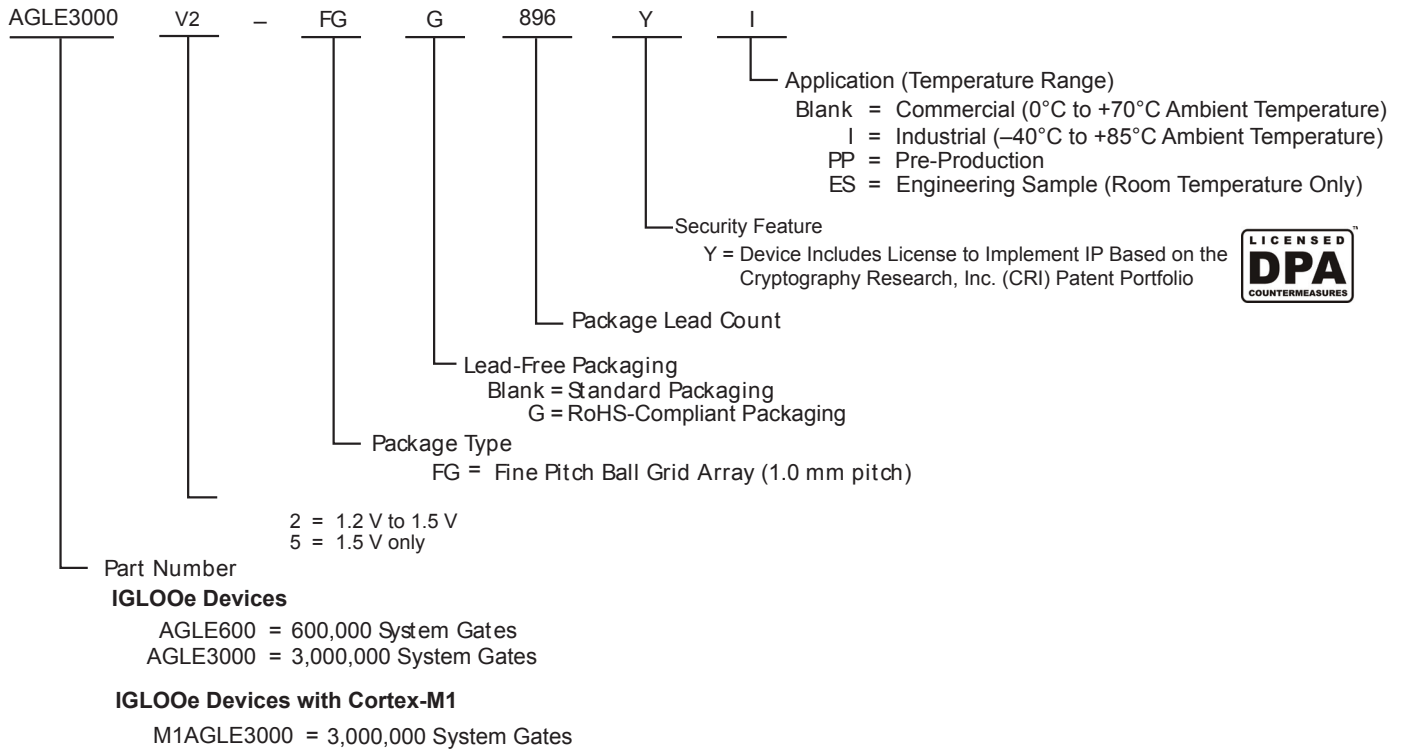 AGLE3000 V2 – FG G 896 Y I
Application (Temperature Range)
Blank = Commercial (0°C to +70°C Ambient Temperature)
I = Industrial (–40°C to +85°C Ambient Temperature)
PP = Pre-Production
ES = Engineering Sample (Room Temperature Only)
Security Feature
Y = Device Includes License to Implement IP Based on the
Cryptography Research, Inc. (CRI) Patent Portfolio
LICENSED
DPA
COUNTERMEASURES
™
Package Lead Count
Lead-Free Packaging
Blank = Standard Packaging
G = RoHS-Compliant Packaging
Package Type
FG = Fine Pitch Ball Grid Array (1.0 mm pitch)
2 = 1.2 V to 1.5 V
5 = 1.5 V only
Part Number
IGLOOe Devices
AGLE600 = 600,000 System Gates
AGLE3000 = 3,000,000 System Gates
IGLOOe Devices with Cortex-M1
M1AGLE3000 = 3,000,000 System Gates